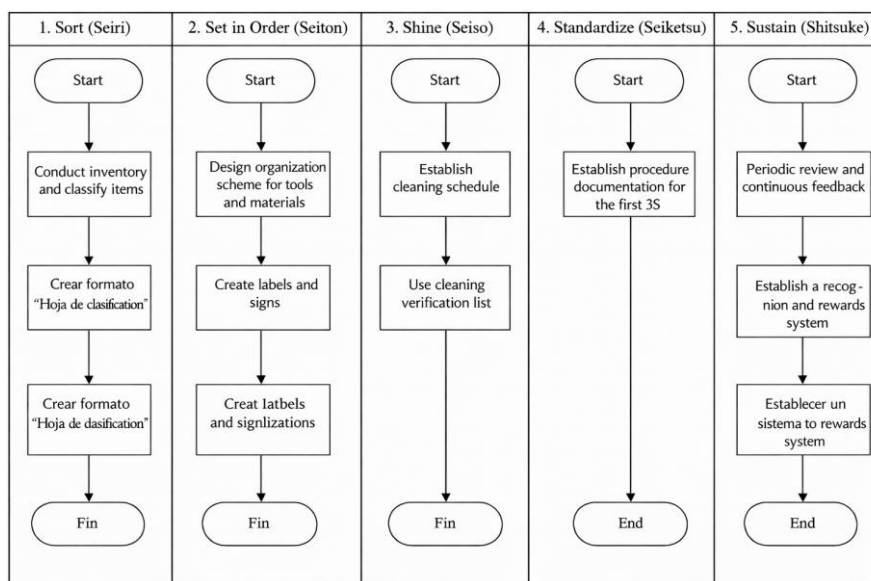 1. Sort (Seiri)
Start
Conduct inventory
and classify items
Crear formato
“Hoja de clasification”
Crear formato
“Hoja de dasification”
Fin
2. Set in Order (Seiton)
Start
Design organization
scheme for tools
and materials
Create labels and
signs
Creat Iatbels
and signlizations
Fin
3. Shine (Seiso)
Start
Establish
cleaning schedule
Use cleaning
verification list
Fin
4. Standardize (Seiketsu)
Start
Establish procedure
documentation for
the first 3S
End
5. Sustain (Shitsuke)
Start
Periodic review and
continuous feedback
Establish a recog-
nion and rewards
system
Establecer un
sistema to rewards
system
End